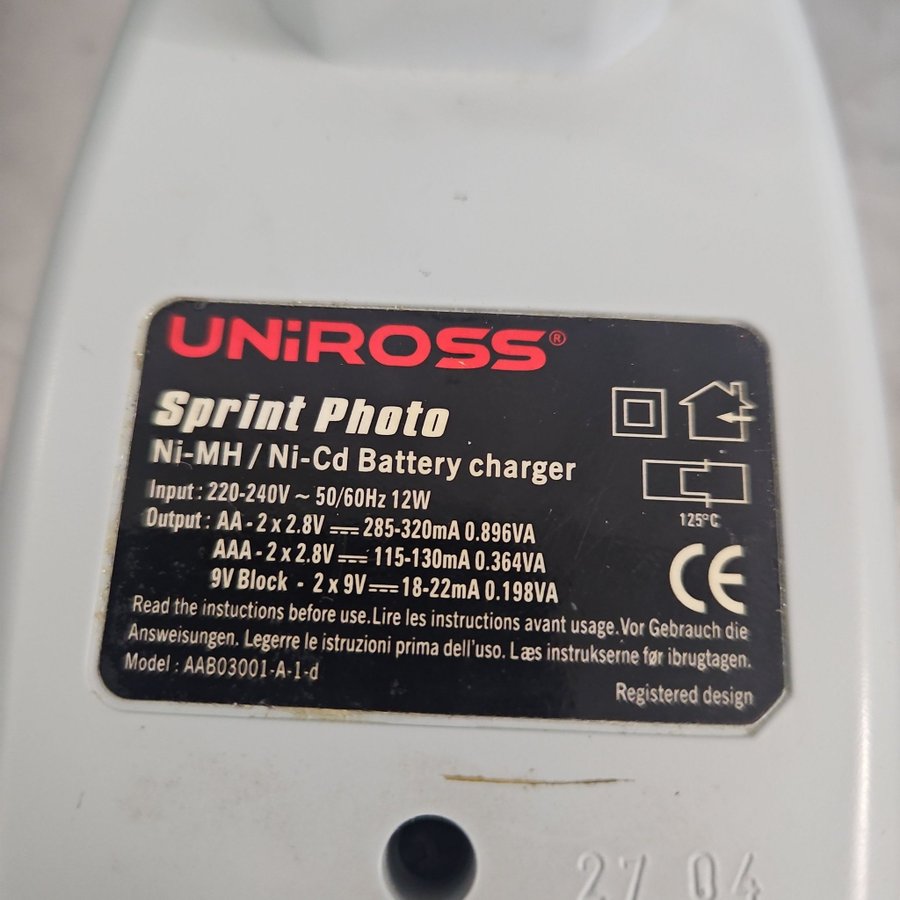 UNiROSS®
Sprint Photo
Ni-MH / Ni-Cd Battery charger
Input : 220-240V ~ 50/60Hz 12W
Output : AA - 2 x 2.8V ⎓ 285-320mA 0.896VA
AAA - 2 x 2.8V ⎓ 115-130mA 0.364VA
9V Block - 2 x 9V ⎓ 18-22mA 0.198VA
125°C
CE
Read the instuctions before use. Lire les instructions avant usage. Vor Gebrauch die
Answeisungen. Legerre le istruzioni prima dell'uso. Læs instrukserne før ibrugtagen.
Model : AAB03001-A-1-d
Registered design
27 04